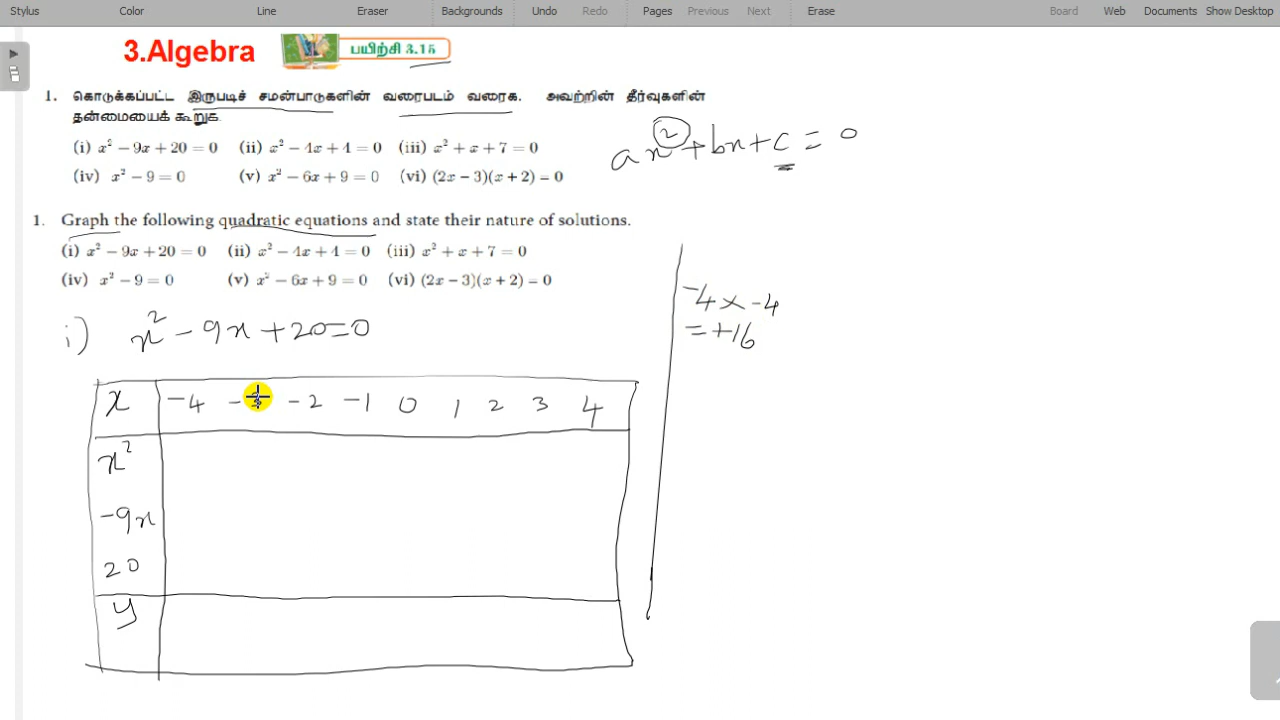 Stylus Color Line Eraser Backgrounds Undo Redo Pages Previous Next Erase Board Web Documents Show Desktop
3.Algebra பயிற்சி 3.15
1. கொடுக்கப்பட்ட இருபடிச் சமன்பாடுகளின் வரைபடம் வரைக. அவற்றின் தீர்வுகளின்
தன்மையைக் கூறுக.
ax² + bx + c = 0
(i) x² − 9x + 20 = 0 (ii) x² − 4x + 4 = 0 (iii) x² + x + 7 = 0
(iv) x² − 9 = 0 (v) x² − 6x + 9 = 0 (vi) (2x − 3)(x + 2) = 0
1. Graph the following quadratic equations and state their nature of solutions.
(i) x² − 9x + 20 = 0 (ii) x² − 4x + 4 = 0 (iii) x² + x + 7 = 0
(iv) x² − 9 = 0 (v) x² − 6x + 9 = 0 (vi) (2x − 3)(x + 2) = 0
i) x² − 9x + 20 = 0
-4 x -4
= +16
x -4 -3 -2 -1 0 1 2 3 4
x²
-9x
20
y